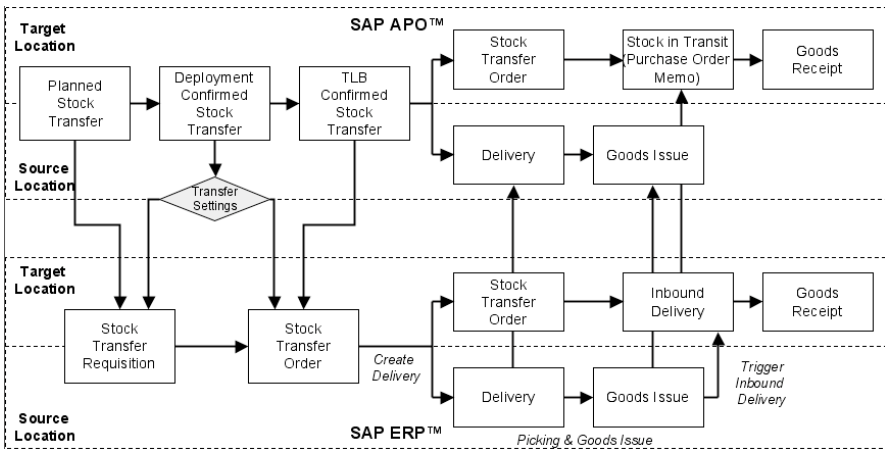 Target
Location
SAP APO™
Planned
Stock
Transfer
Deployment
Confirmed
Stock
Transfer
TLB
Confirmed
Stock
Transfer
Stock
Transfer
Order
Stock in Transit
(Purchase Order
Memo)
Goods
Receipt
Source
Location
Transfer
Settings
Delivery
Goods Issue
Target
Location
Stock
Transfer
Requisition
Stock
Transfer
Order
Create
Delivery
Stock
Transfer
Order
Inbound
Delivery
Goods
Receipt
Source
Location
SAP ERP™
Delivery
Goods Issue
Trigger
Inbound
Delivery
Picking & Goods Issue